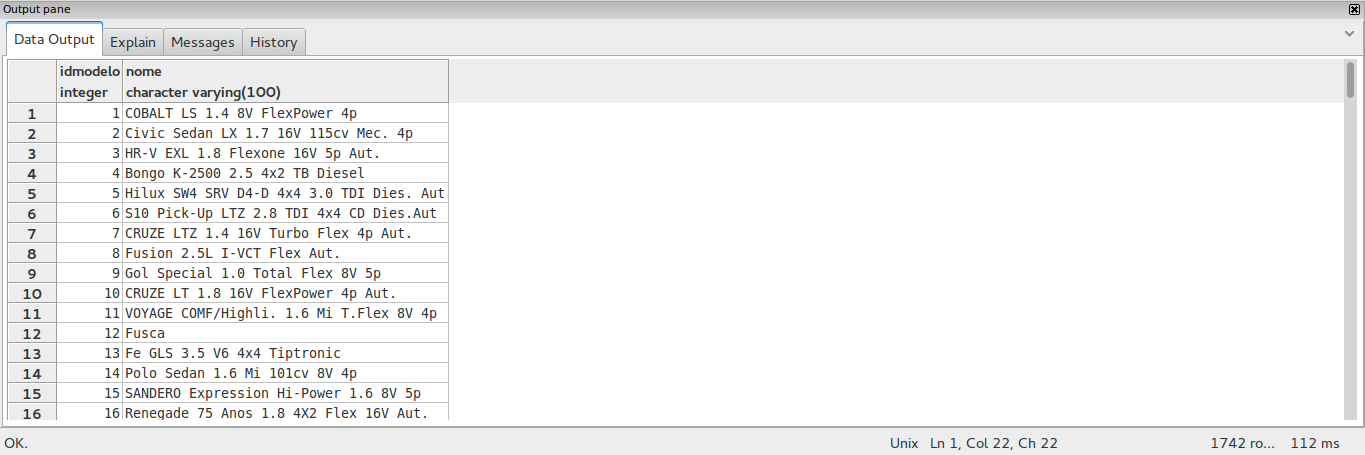 Output pane
Data Output Explain Messages History
idmodelo nome
integer character varying(100)
1 1 COBALT LS 1.4 8V FlexPower 4p
2 2 Civic Sedan LX 1.7 16V 115cv Mec. 4p
3 3 HR-V EXL 1.8 Flexone 16V 5p Aut.
4 4 Bongo K-2500 2.5 4x2 TB Diesel
5 5 Hilux SW4 SRV D4-D 4x4 3.0 TDI Dies. Aut
6 6 S10 Pick-Up LTZ 2.8 TDI 4x4 CD Dies.Aut
7 7 CRUZE LTZ 1.4 16V Turbo Flex 4p Aut.
8 8 Fusion 2.5L I-VCT Flex Aut.
9 9 Gol Special 1.0 Total Flex 8V 5p
10 10 CRUZE LT 1.8 16V FlexPower 4p Aut.
11 11 VOYAGE COMF/Highli. 1.6 Mi T.Flex 8V 4p
12 12 Fusca
13 13 Fe GLS 3.5 V6 4x4 Tiptronic
14 14 Polo Sedan 1.6 Mi 101cv 8V 4p
15 15 SANDERO Expression Hi-Power 1.6 8V 5p
16 16 Renegade 75 Anos 1.8 4X2 Flex 16V Aut.
OK. Unix Ln 1, Col 22, Ch 22 1742 ro... 112 ms